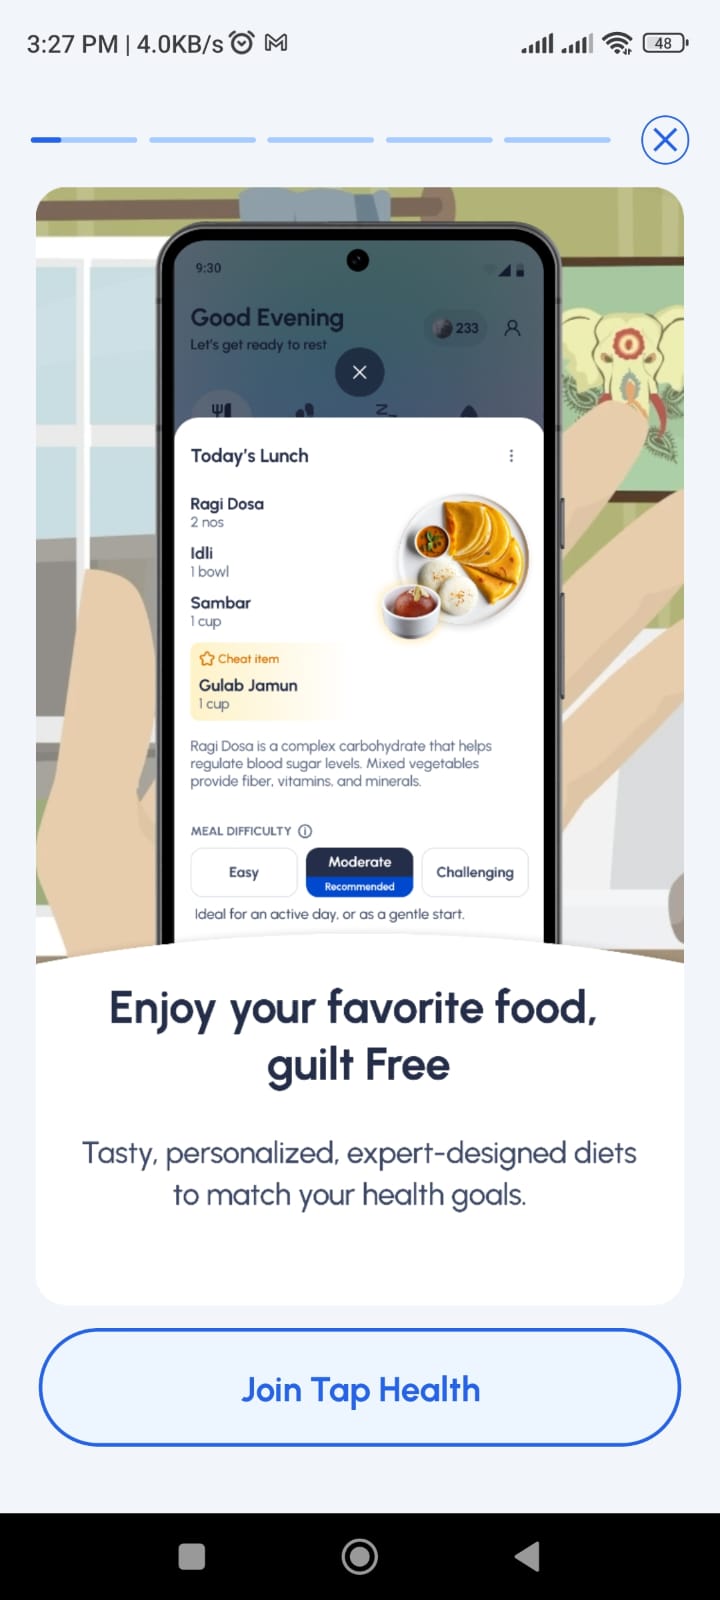 3:27 PM | 4.0KB/s
48
9:30
Good Evening
233
Let's get ready to rest
Today's Lunch
Ragi Dosa
2 nos
Idli
1 bowl
Sambar
1 cup
Cheat item
Gulab Jamun
1 cup
Ragi Dosa is a complex carbohydrate that helps
regulate blood sugar levels. Mixed vegetables
provide fiber, vitamins, and minerals.
MEAL DIFFICULTY
Easy
Moderate
Recommended
Challenging
Ideal for an active day, or as a gentle start.
Enjoy your favorite food,
guilt Free
Tasty, personalized, expert-designed diets
to match your health goals.
Join Tap Health